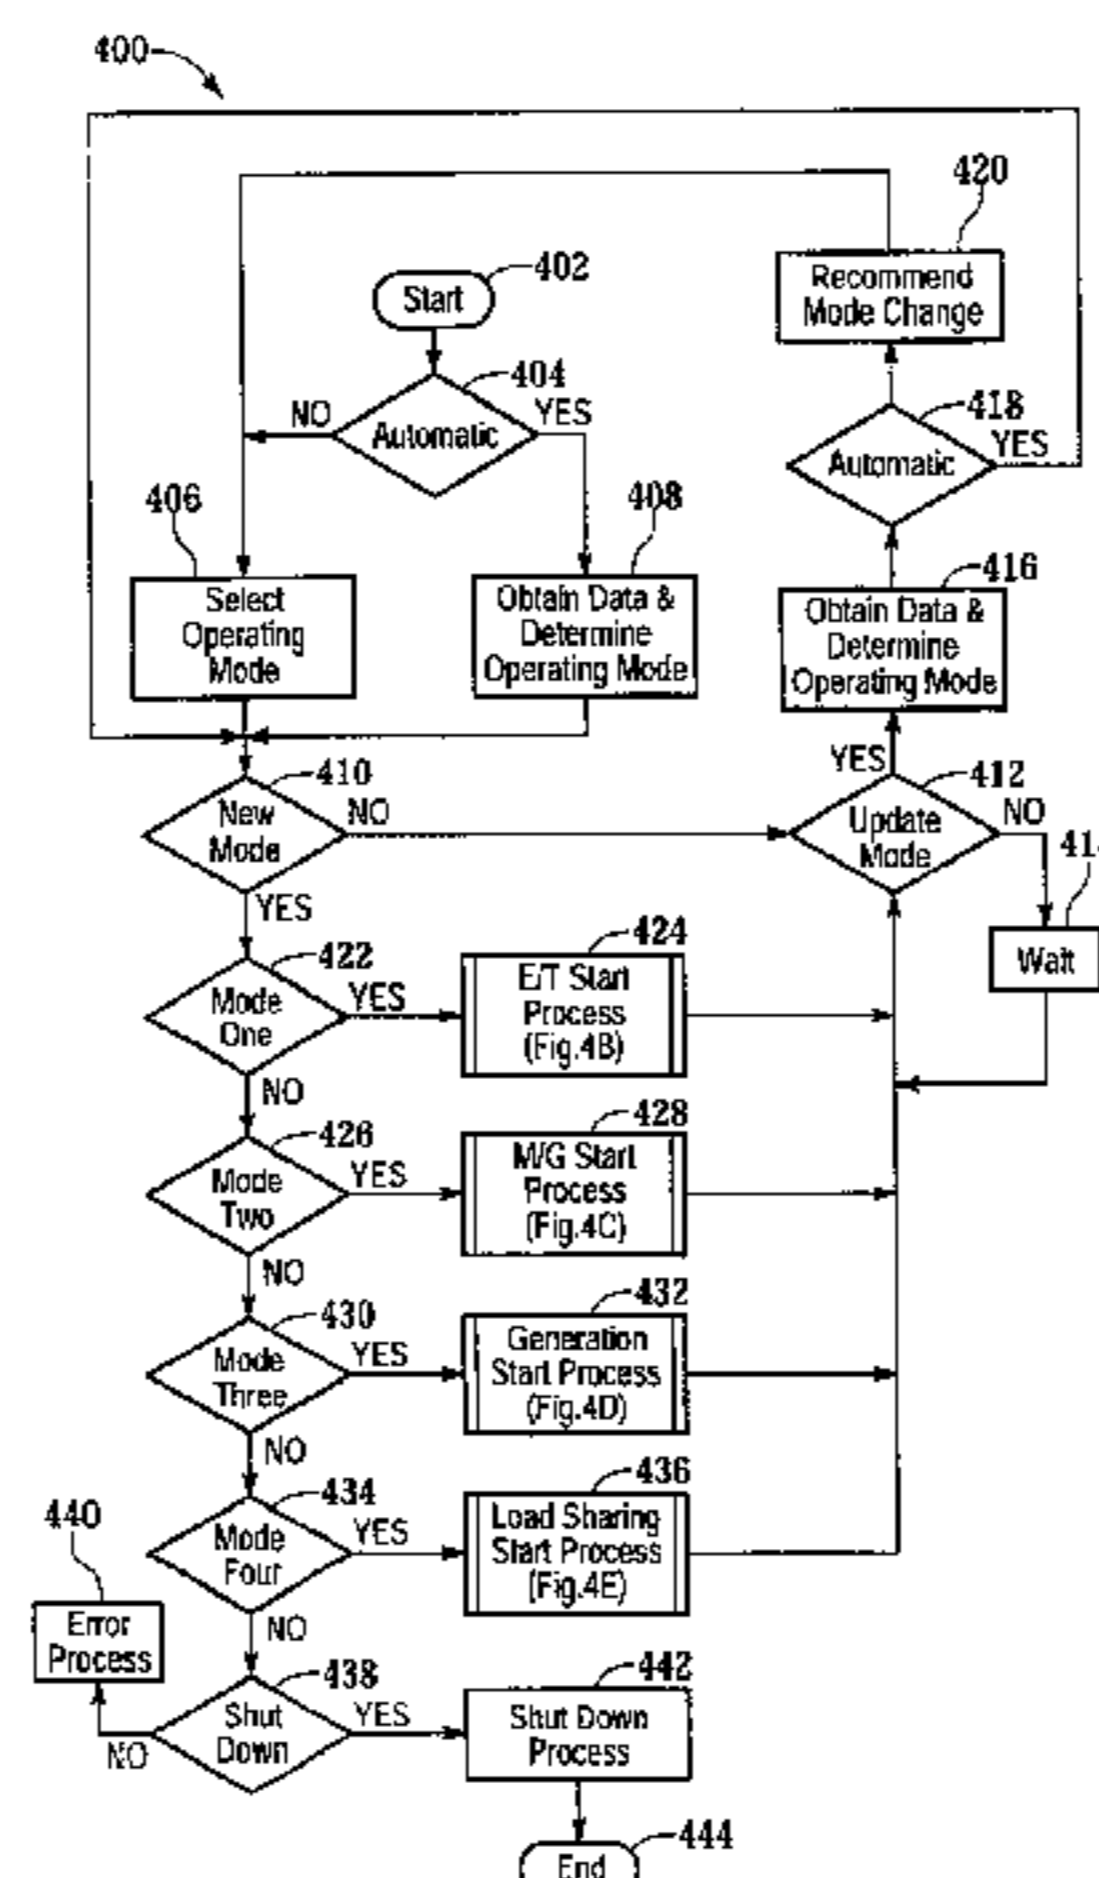 400
420
402
Start
Recommend
Mode Change
404
NO
YES
Automatic
418
YES
Automatic
406
408
416
Select
Operating
Mode
Obtain Data &
Determine
Operating Mode
Obtain Data &
Determine
Operating Mode
YES
410
412
New
Mode
NO
Update
Mode
NO
YES
Wait
422
424
Mode
One
YES
E/T Start
Process
(Fig.4B)
NO
426
428
Mode
Two
YES
M/G Start
Process
(Fig.4C)
NO
430
432
Mode
Three
YES
Generation
Start Process
(Fig.4D)
NO
434
436
Mode
Four
YES
Load Sharing
Start Process
(Fig.4E)
440
NO
Error
Process
438
442
Shut
Down
YES
NO
Shut Down
Process
444
End